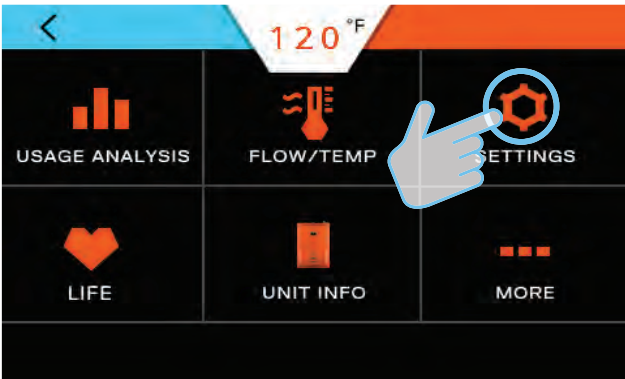 120°F
USAGE ANALYSIS
FLOW/TEMP
SETTINGS
LIFE
UNIT INFO
MORE